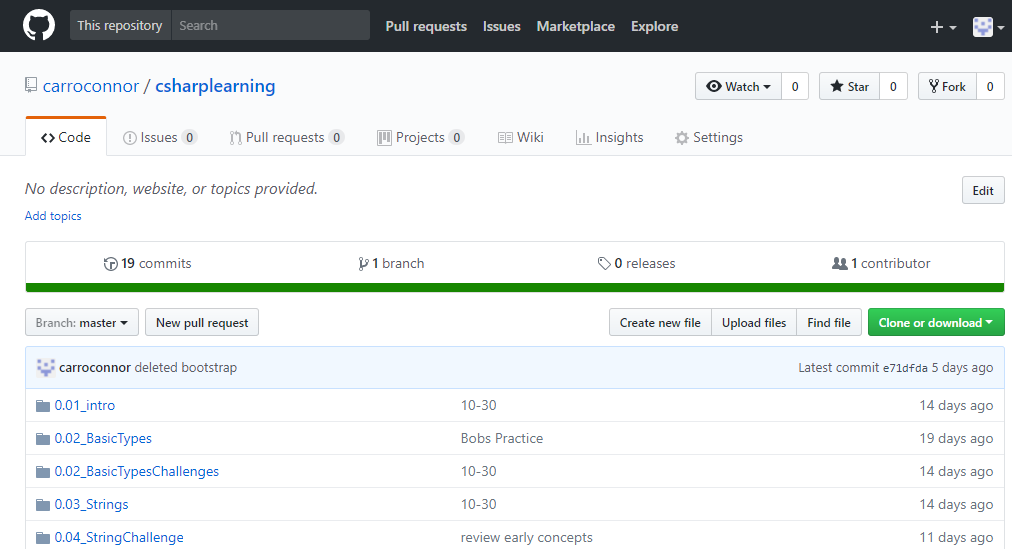 This repository Search Pull requests Issues Marketplace Explore
carroconnor / csharplearning Watch 0 Star 0 Fork 0
Code Issues 0 Pull requests 0 Projects 0 Wiki Insights Settings
No description, website, or topics provided. Edit
Add topics
19 commits 1 branch 0 releases 1 contributor
Branch: master New pull request Create new file Upload files Find file Clone or download
carroconnor deleted bootstrap Latest commit e71dfda 5 days ago
0.01_intro 10-30 14 days ago
0.02_BasicTypes Bobs Practice 19 days ago
0.02_BasicTypesChallenges 10-30 14 days ago
0.03_Strings 10-30 14 days ago
0.04_StringChallenge review early concepts 11 days ago